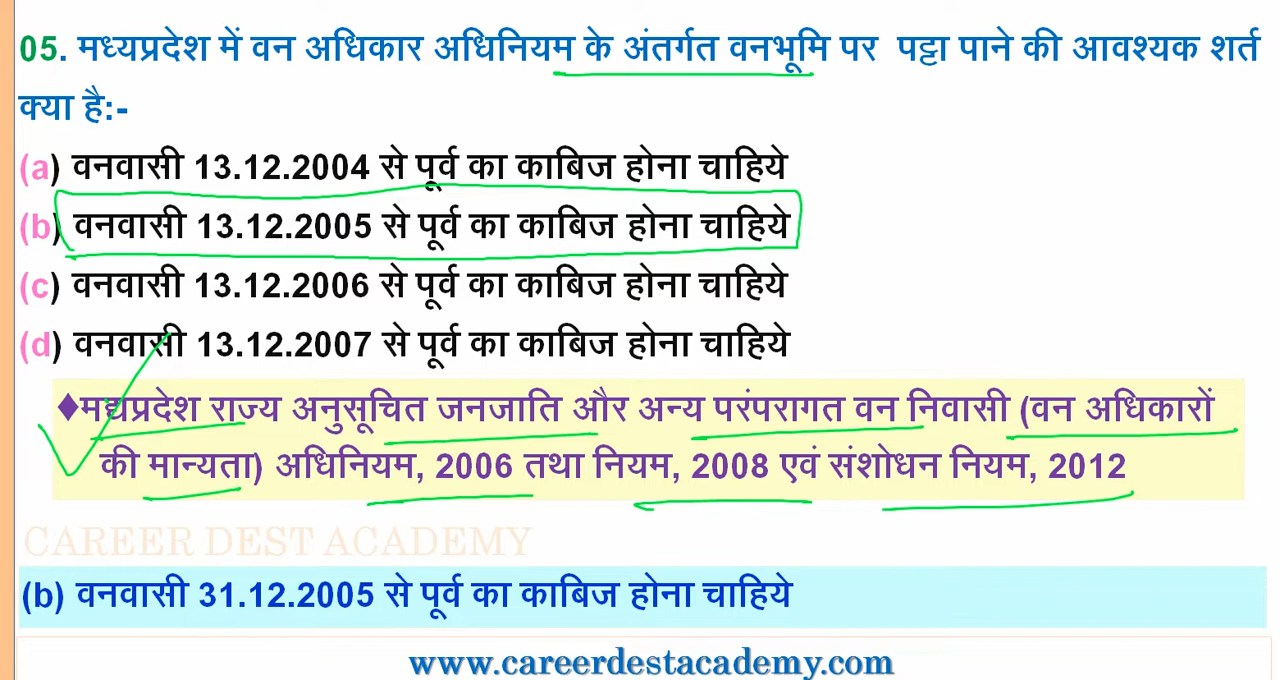 05. मध्यप्रदेश में वन अधिकार अधिनियम के अंतर्गत वनभूमि पर पट्टा पाने की आवश्यक शर्त
क्या है:-
(a) वनवासी 13.12.2004 से पूर्व का काबिज होना चाहिये
(b) वनवासी 13.12.2005 से पूर्व का काबिज होना चाहिये
(c) वनवासी 13.12.2006 से पूर्व का काबिज होना चाहिये
(d) वनवासी 13.12.2007 से पूर्व का काबिज होना चाहिये
♦मद्यप्रदेश राज्य अनुसूचित जनजाति और अन्य परंपरागत वन निवासी (वन अधिकारों
की मान्यता) अधिनियम, 2006 तथा नियम, 2008 एवं संशोधन नियम, 2012
CAREER DEST ACADEMY
(b) वनवासी 31.12.2005 से पूर्व का काबिज होना चाहिये
www.careerdestacademy.com